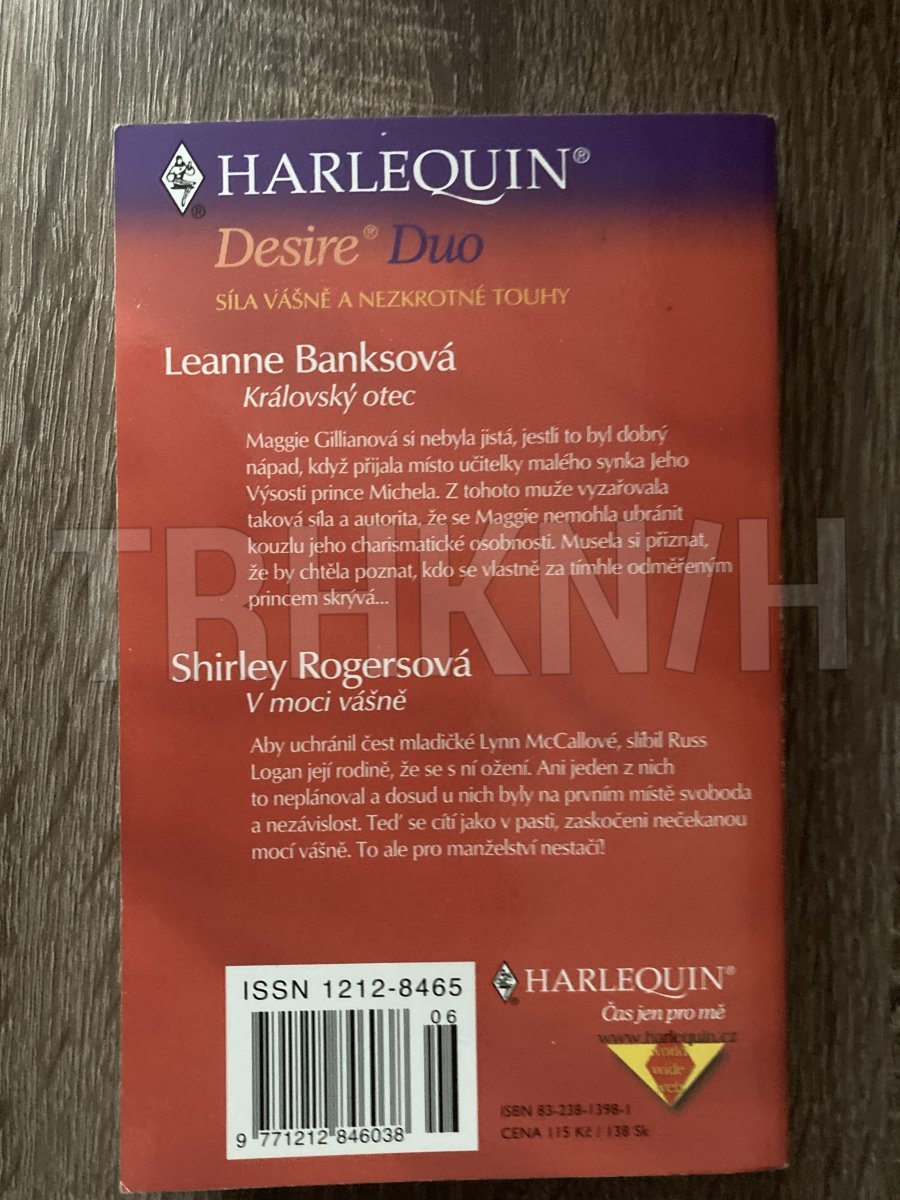 HARLEQUIN®
®
Desire® Duo
SÍLA VÁŠNĚ A NEZKROTNÉ TOUHY
Leanne Banksová
Královský otec
Maggie Gillianová si nebyla jistá, jestli to byl dobrý
nápad, když přijala místo učitelky malého synka Jeho
Výsosti prince Michela. Z tohoto muže vyzařovala
taková síla a autorita, že se Maggie nemohla ubránit
kouzlu jeho charismatické osobnosti. Musela si přiznat,
že by chtěla poznat, kdo se vlastně za tímhle odměřeným
princem skrývá...
TRHKNIH
Shirley Rogersová
V moci vášně
Aby uchránil čest mladičké Lynn McCallové, slíbil Russ
Logan její rodině, že se s ní ožení. Ani jeden z nich
to neplánoval a dosud u nich byly na prvním místě svoboda
a nezávislost. Teď se cítí jako v pasti, zaskočeni nečekanou
mocí vášně. To ale pro manželství nestačí!
ISSN 1212-8465
06
9 771212 846038
HARLEQUIN®
Čas jen pro mě
www.harlequin.cz
world
wide
web
ISBN 83-238-1398-1
CENA 115 Kč / 138 Sk